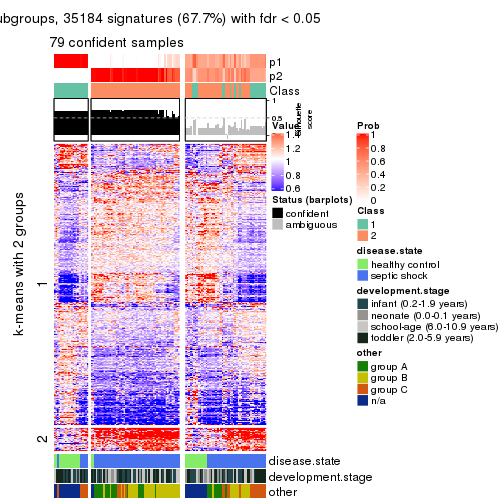 ubgroups, 35184 signatures (67.7%) with fdr < 0.05
79 confident samples
p1
p2
Class
1
0.5
0
Silhouette
score
k-means with 2 groups
1
2
disease.state
development.stage
other
Value
1.4
1.2
1
0.8
0.6
Status (barplots)
confident
ambiguous
Prob
1
0.8
0.6
0.4
0.2
0
Class
1
2
disease.state
healthy control
septic shock
development.stage
infant (0.2-1.9 years)
neonate (0.0-0.1 years)
school-age (6.0-10.9 years)
toddler (2.0-5.9 years)
other
group A
group B
group C
n/a